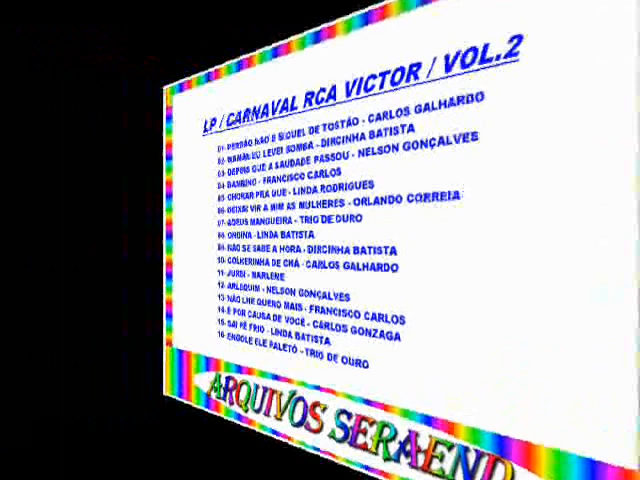 LP / CARNAVAL RCA VICTOR / VOL.2
01- PERDÃO NÃO É NIQUEL DE TOSTÃO - CARLOS GALHARDO
02- MAMÃE EU LEVEI BOMBA - DIRCINHA BATISTA
03- DEPOIS QUE A SAUDADE PASSOU - NELSON GONÇALVES
04- BAMBINO - FRANCISCO CARLOS
05- CHORAR PRA QUE - LINDA RODRIGUES
06- DEIXAI VIR A MIM AS MULHERES - ORLANDO CORREIA
07- ADEUS MANGUEIRA - TRIO DE OURO
08- ONDINA - LINDA BATISTA
09- NÃO SE SABE A HORA - DIRCINHA BATISTA
10- COLHERINHA DE CHÁ - CARLOS GALHARDO
11- - MARLENE
12- ARLEQUIM - NELSON GONÇALVES
13- NÃO LHE QUERO MAIS - FRANCISCO CARLOS
14- É POR CAUSA DE VOCÊ - CARLOS GONZAGA
15- SAI PÉ FRIO - LINDA BATISTA
16- ENGOLE ELE PALETÓ - TRIO DE OURO
ARQUIVOS SERAEND